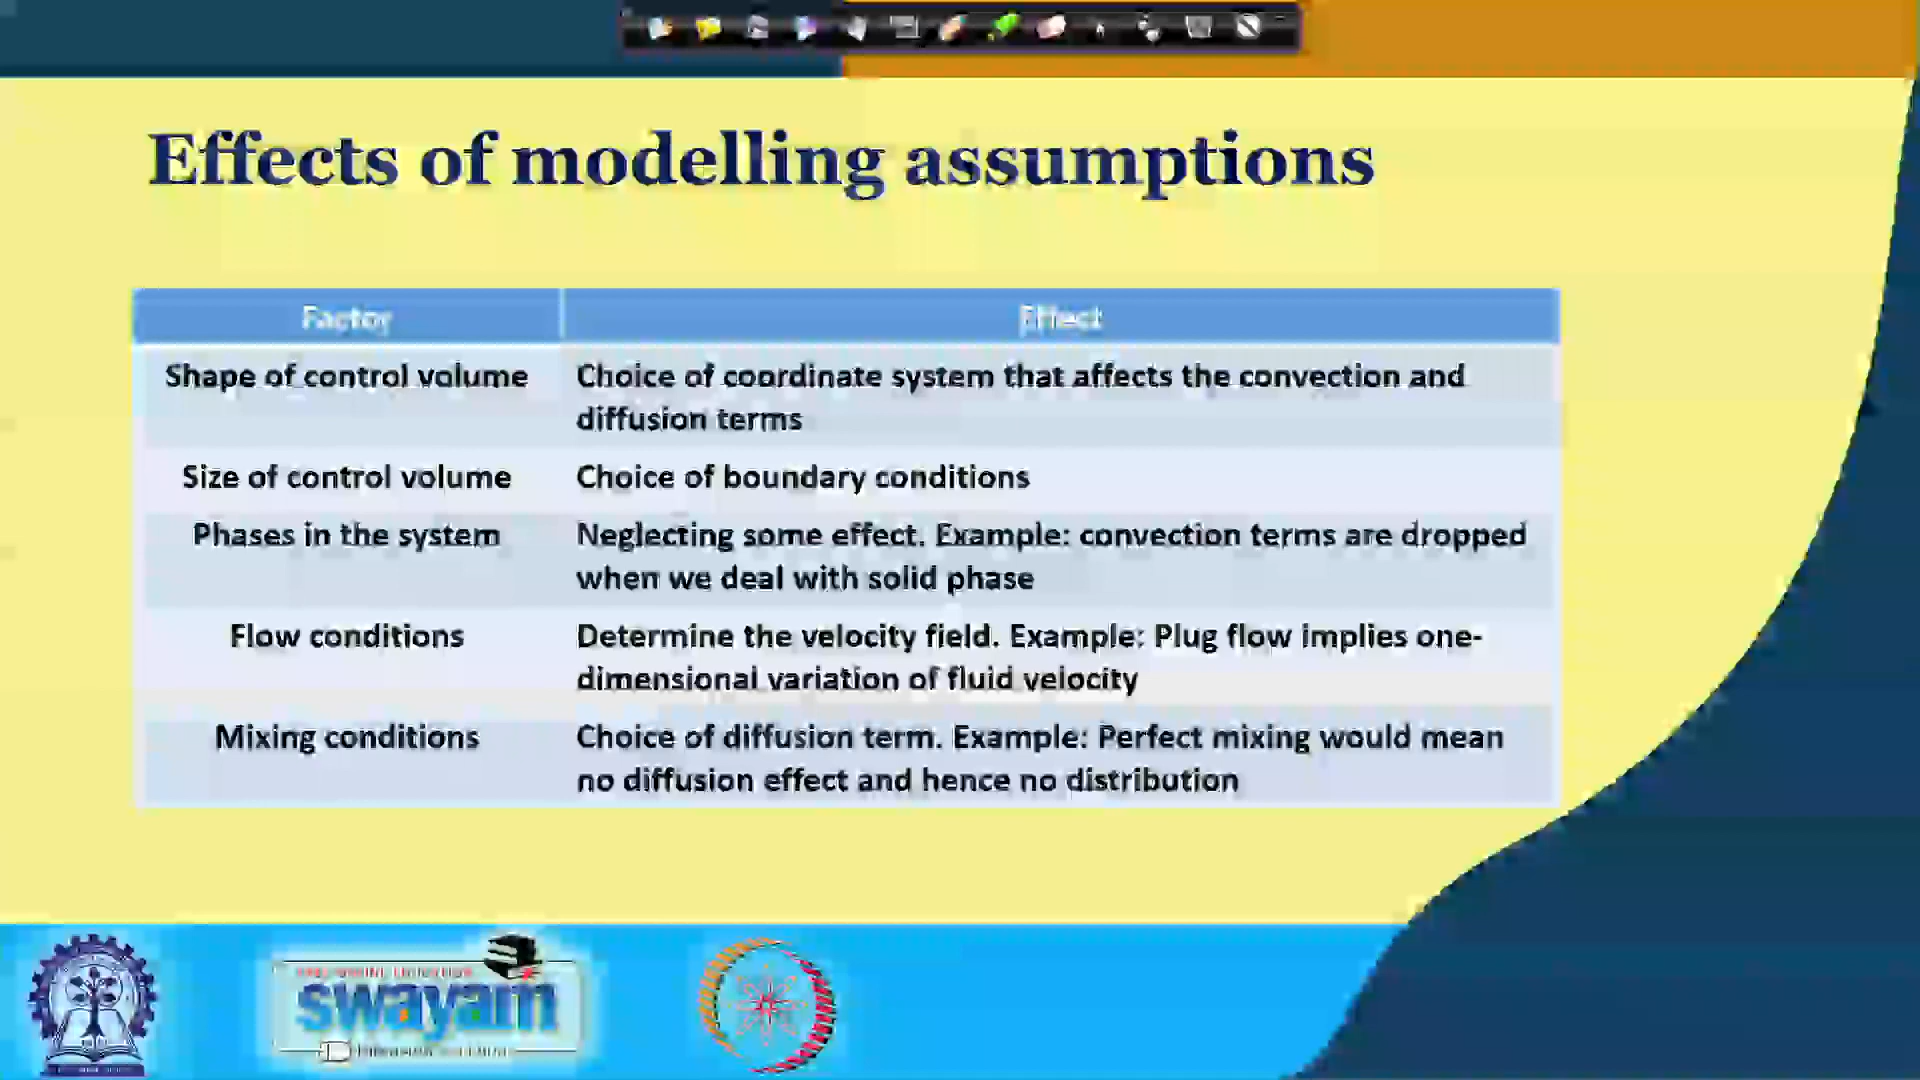 Effects of modelling assumptions
Factor
Effect
Shape of control volume
Choice of coordinate system that affects the convection and
diffusion terms
Size of control volume
Choice of boundary conditions
Phases in the system
Neglecting some effect. Example: convection terms are dropped
when we deal with solid phase
Flow conditions
Determine the velocity field. Example: Plug flow implies one-
dimensional variation of fluid velocity
Mixing conditions
Choice of diffusion term. Example: Perfect mixing would mean
no diffusion effect and hence no distribution
swayam